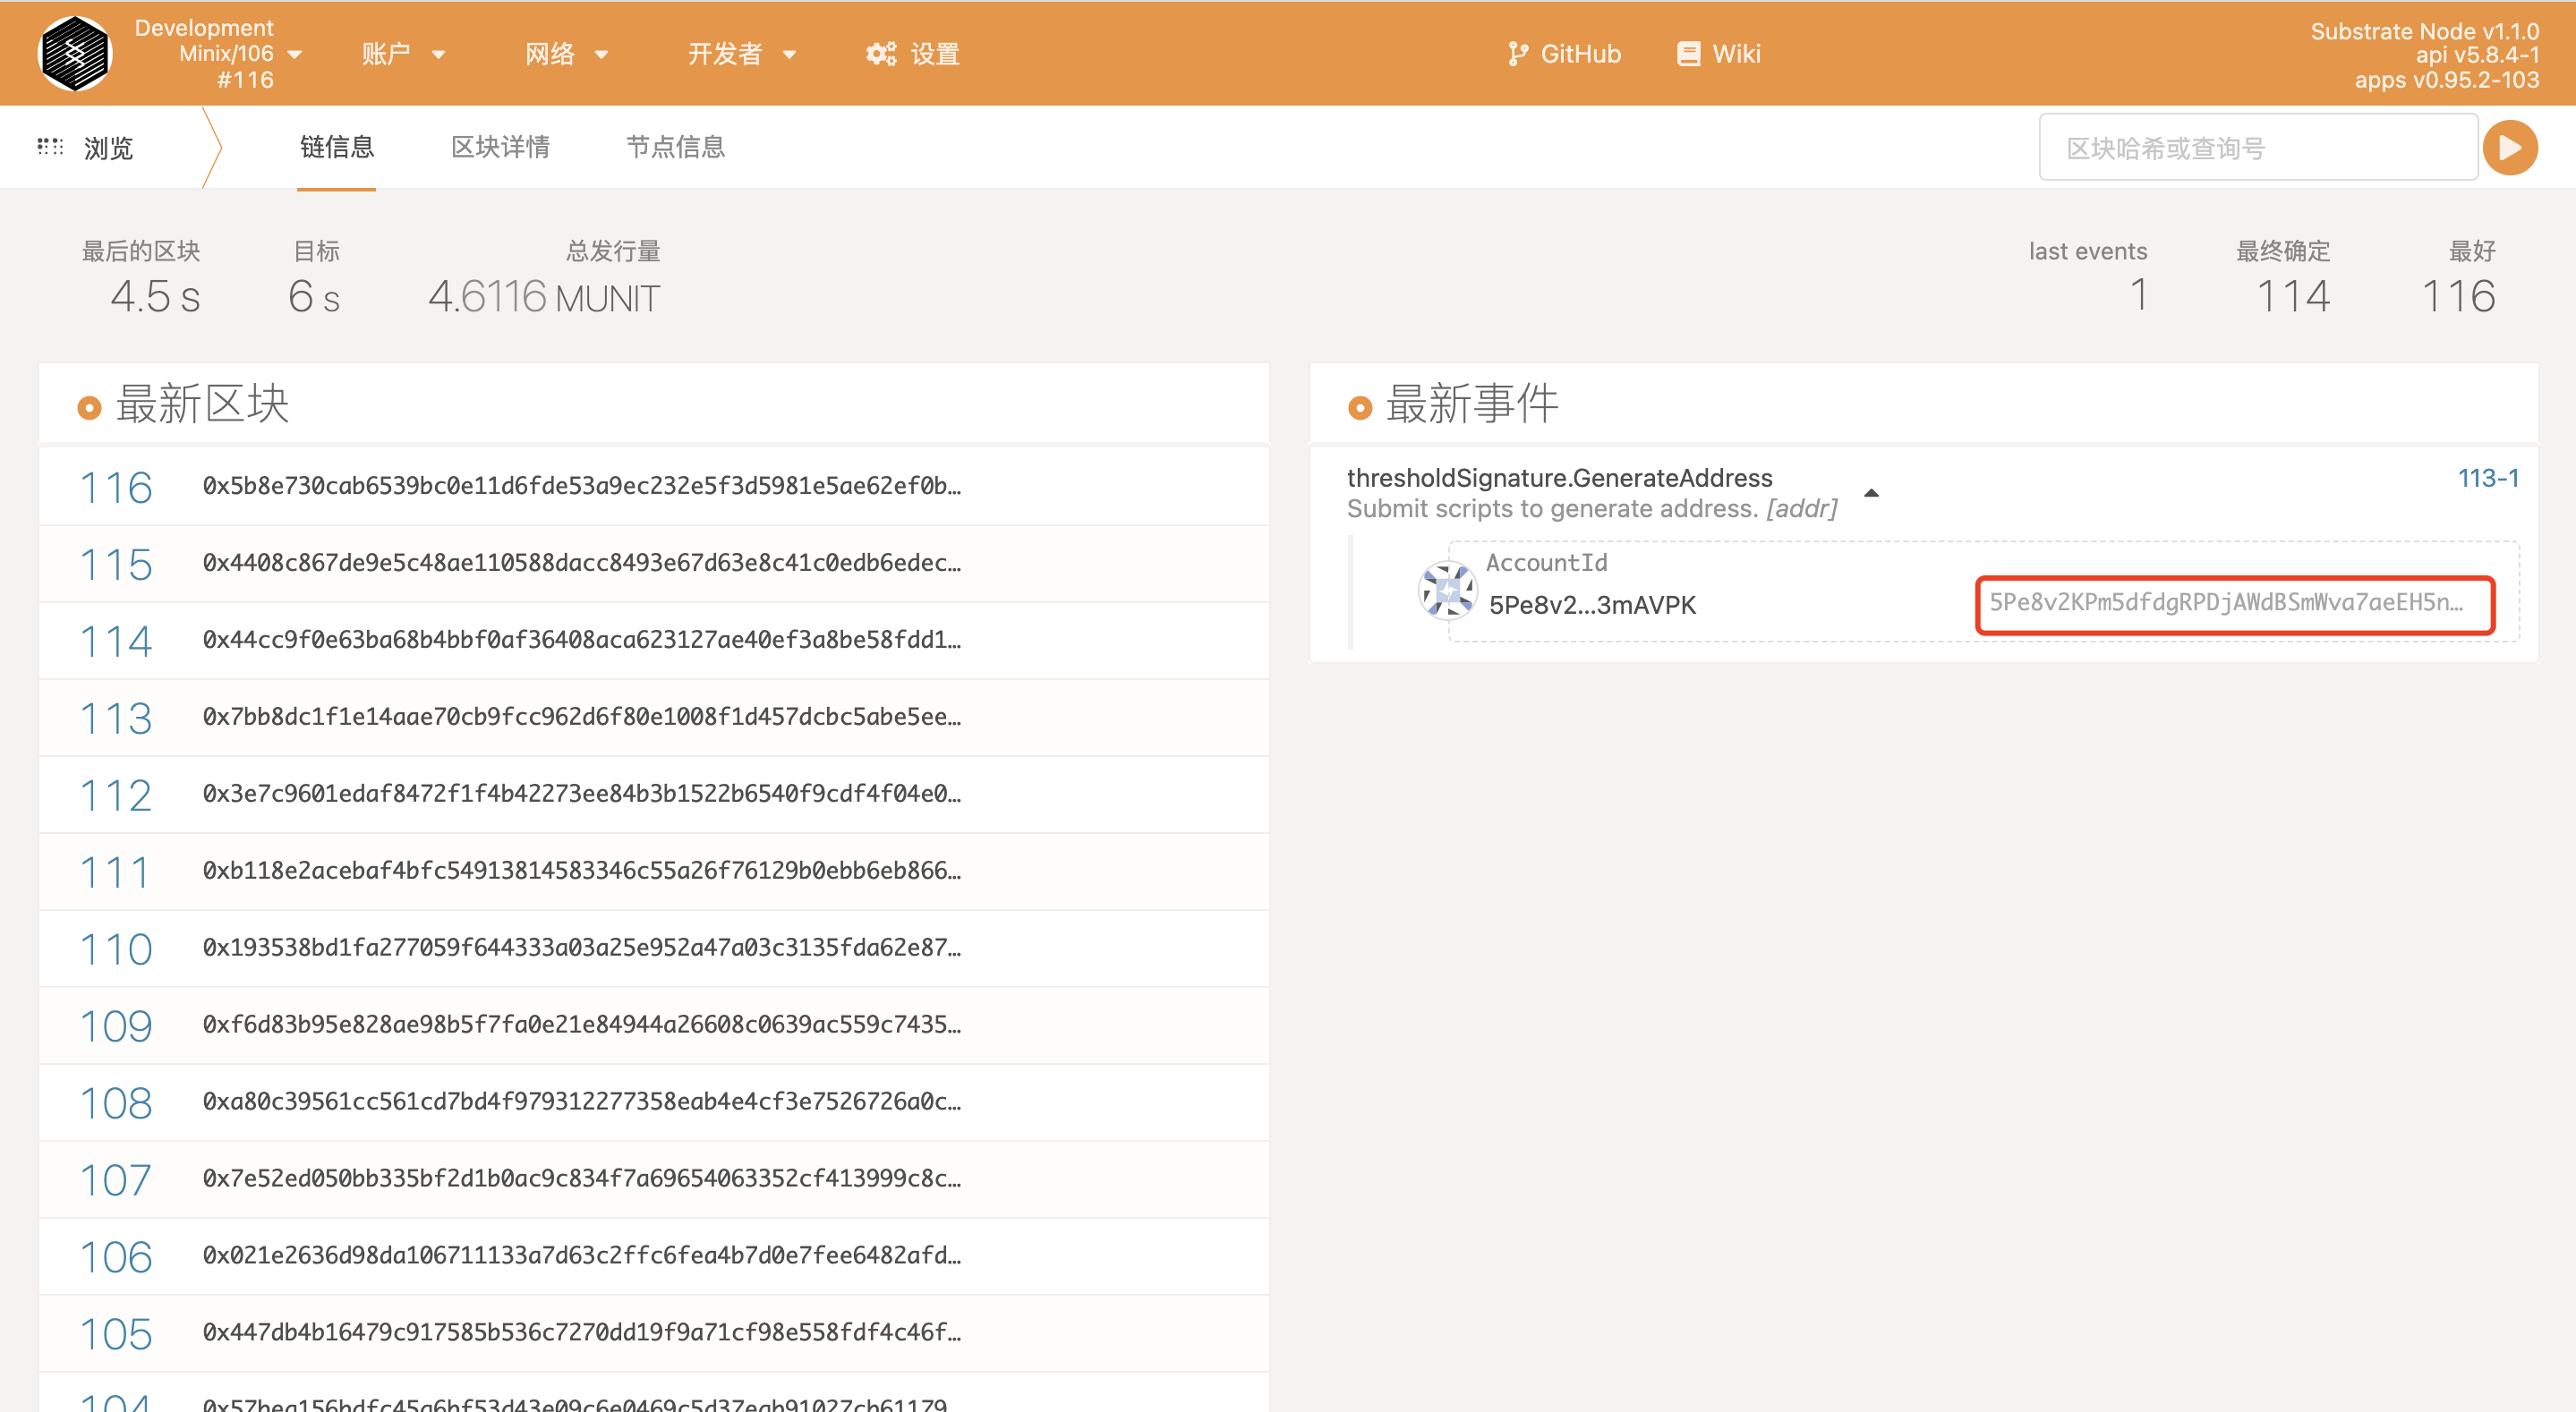 Development
Minix/106
#116
账户
网络
开发者
设置
GitHub
Wiki
Substrate Node v1.1.0
api v5.8.4-1
apps v0.95.2-103
浏览
链信息
区块详情
节点信息
区块哈希或查询号
最后的区块
4.5 s
目标
6 s
总发行量
4.6116 MUNIT
last events
1
最终确定
114
最好
116
最新区块
116 0x5b8e730cab6539bc0e11d6fde53a9ec232e5f3d5981e5ae62ef0b…
115 0x4408c867de9e5c48ae110588dacc8493e67d63e8c41c0edb6edec…
114 0x44cc9f0e63ba68b4bbf0af36408aca623127ae40ef3a8be58fdd1…
113 0x7bb8dc1f1e14aae70cb9fcc962d6f80e1008f1d457dcbc5abe5ee…
112 0x3e7c9601edaf8472f1f4b42273ee84b3b1522b6540f9cdf4f04e0…
111 0xb118e2acebaf4bfc54913814583346c55a26f76129b0ebb6eb866…
110 0x193538bd1fa277059f644333a03a25e952a47a03c3135fda62e87…
109 0xf6d83b95e828ae98b5f7fa0e21e84944a26608c0639ac559c7435…
108 0xa80c39561cc561cd7bd4f979312277358eab4e4cf3e7526726a0c…
107 0x7e52ed050bb335bf2d1b0ac9c834f7a69654063352cf413999c8c…
106 0x021e2636d98da106711133a7d63c2ffc6fea4b7d0e7fee6482afd…
105 0x447db4b16479c917585b536c7270dd19f9a71cf98e558fdf4c46f…
104
最新事件
thresholdSignature.GenerateAddress
113-1
Submit scripts to generate address. [addr]
AccountId
5Pe8v2...3mAVPK
5Pe8v2KPm5dfdgRPDjAWdBSmWva7aeEH5n…